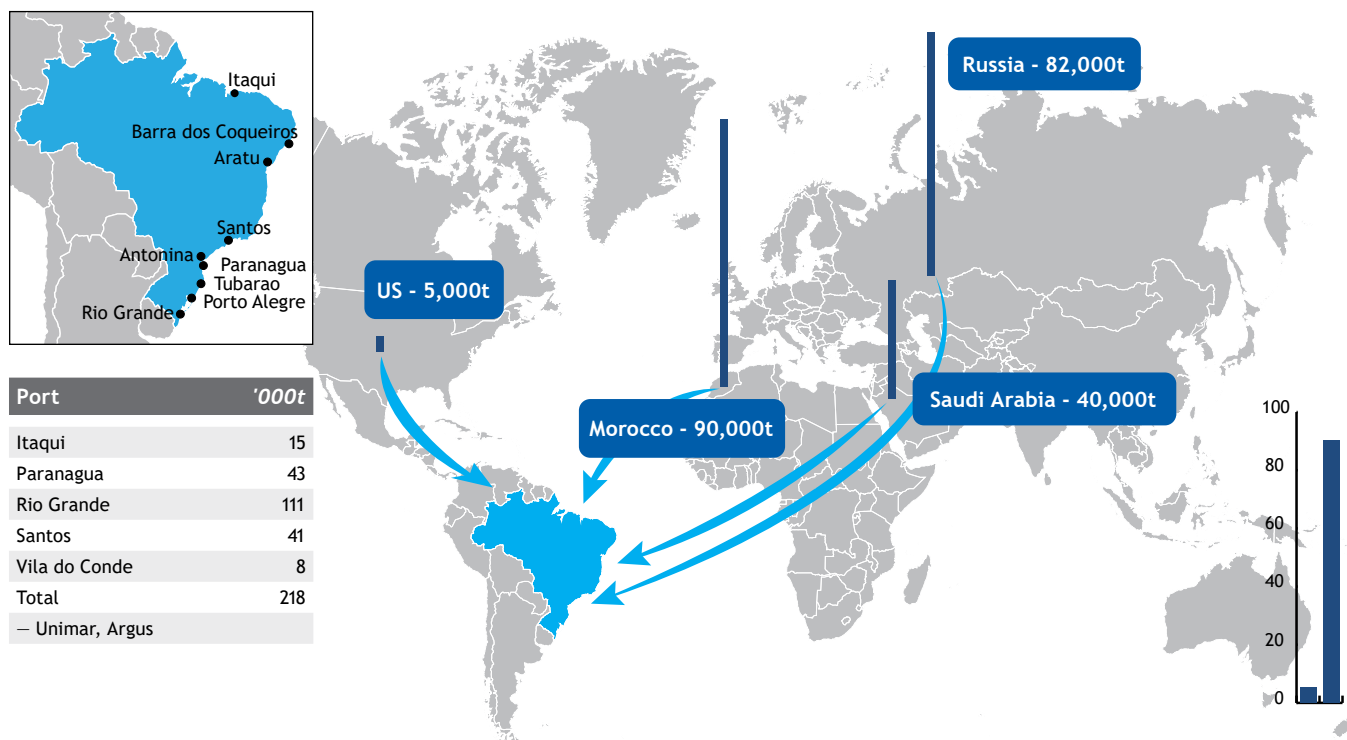 Itaqui
Barra dos Coqueiros
Aratu
Santos
Antonina
Paranagua
Tubarao
Porto Alegre
Rio Grande
Port '000t
Itaqui 15
Paranagua 43
Rio Grande 111
Santos 41
Vila do Conde 8
Total 218
— Unimar, Argus
Russia - 82,000t
US - 5,000t
Saudi Arabia - 40,000t
Morocco - 90,000t
100
80
60
40
20
0